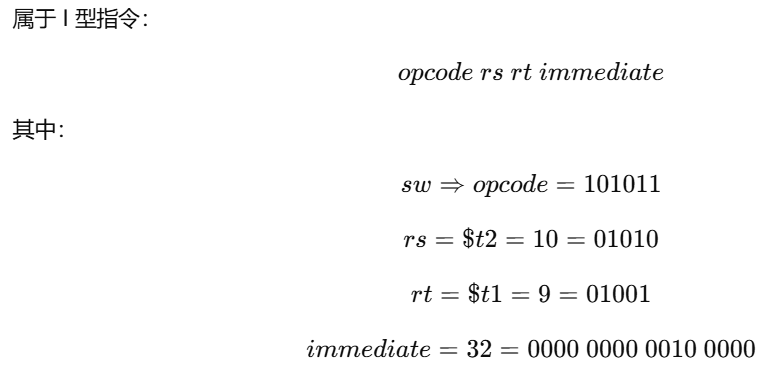 属于 I 型指令：
opcode rs rt immediate
其中：
sw ⇒ opcode = 101011
rs = $t2 = 10 = 01010
rt = $t1 = 9 = 01001
immediate = 32 = 0000 0000 0010 0000